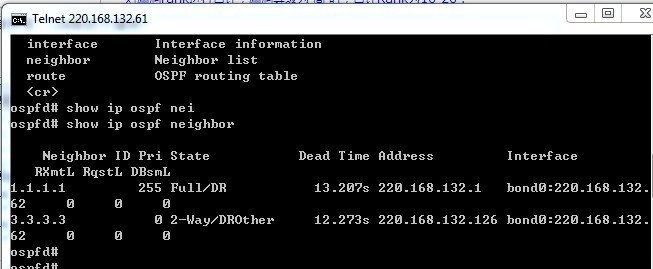 Telnet 220.168.132.61
interface Interface information
neighbor Neighbor list
route OSPF routing table
<cr>
ospfd# show ip ospf nei
ospfd# show ip ospf neighbor
Neighbor ID Pri State Dead Time Address Interface
RXmtL RqstL DBsmL
1.1.1.1 255 Full/DR 13.207s 220.168.132.1 bond0:220.168.132.
62 0 0 0
3.3.3.3 0 2-Way/DROther 12.273s 220.168.132.126 bond0:220.168.132.
62 0 0 0
ospfd#
ospfd#